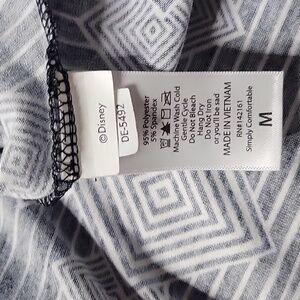 ©Disney
DE-5492
95% Polyester
5% Spandex
Machine Wash Cold
Gentle Cycle
Do Not Bleach
Hang Dry
Do Not Iron
or you'll be sad
MADE IN VIETNAM
RN#142161
Simply Comfortable
M